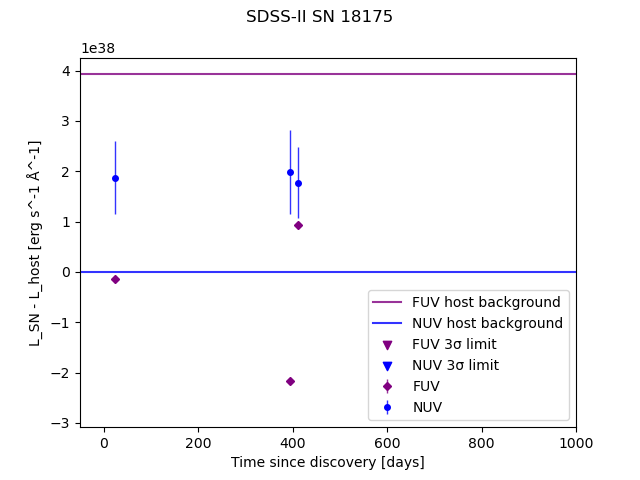 SDSS-II SN 18175
1e38
L_SN - L_host [erg s^-1 Å^-1]
4
3
2
1
0
−1
−2
−3
FUV host background
NUV host background
FUV 3σ limit
NUV 3σ limit
FUV
NUV
0 200 400 600 800 1000
Time since discovery [days]